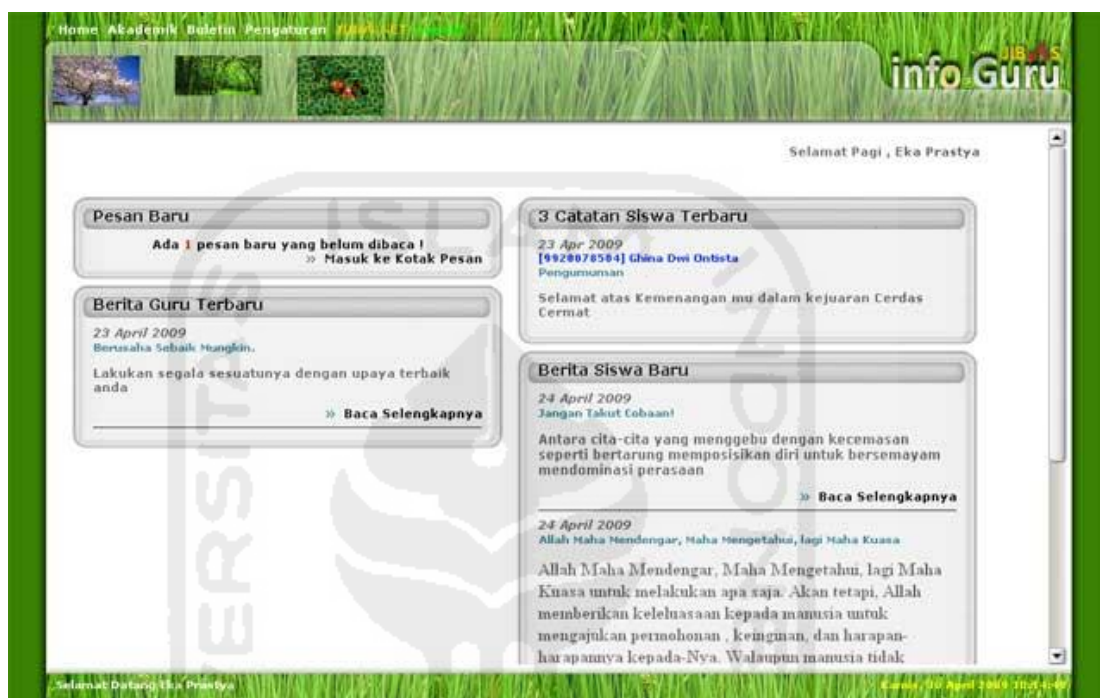 Home Akademik Buletin Pengaturan
JIBAS
info Guru
Selamat Pagi , Eka Prastya
Pesan Baru
Ada 1 pesan baru yang belum dibaca !
» Masuk ke Kotak Pesan
Berita Guru Terbaru
23 April 2009
Berusaha Sebaik Mungkin.
Lakukan segala sesuatunya dengan upaya terbaik
anda
» Baca Selengkapnya
3 Catatan Siswa Terbaru
23 Apr 2009
[9920078504] Ghina Dwi Ontista
Pengumuman
Selamat atas Kemenangan mu dalam kejuaran Cerdas
Cermat
Berita Siswa Baru
24 April 2009
Jangan Takut Cobaan!
Antara cita-cita yang menggebu dengan kecemasan
seperti bertarung memposisikan diri untuk bersemayam
mendominasi perasaan
» Baca Selengkapnya
24 April 2009
Allah Maha Mendengar, Maha Mengetahui, lagi Maha Kuasa
Allah Maha Mendengar, Maha Mengetahui, lagi Maha
Kuasa untuk melakukan apa saja. Akan tetapi, Allah
memberikan keleluasaan kepada manusia untuk
mengajukan permohonan , keinginan, dan harapan-
harapannya kepada-Nya. Walaupun manusia tidak
Selamat Datang Eka Prastya
Kamis, 30 April 2009